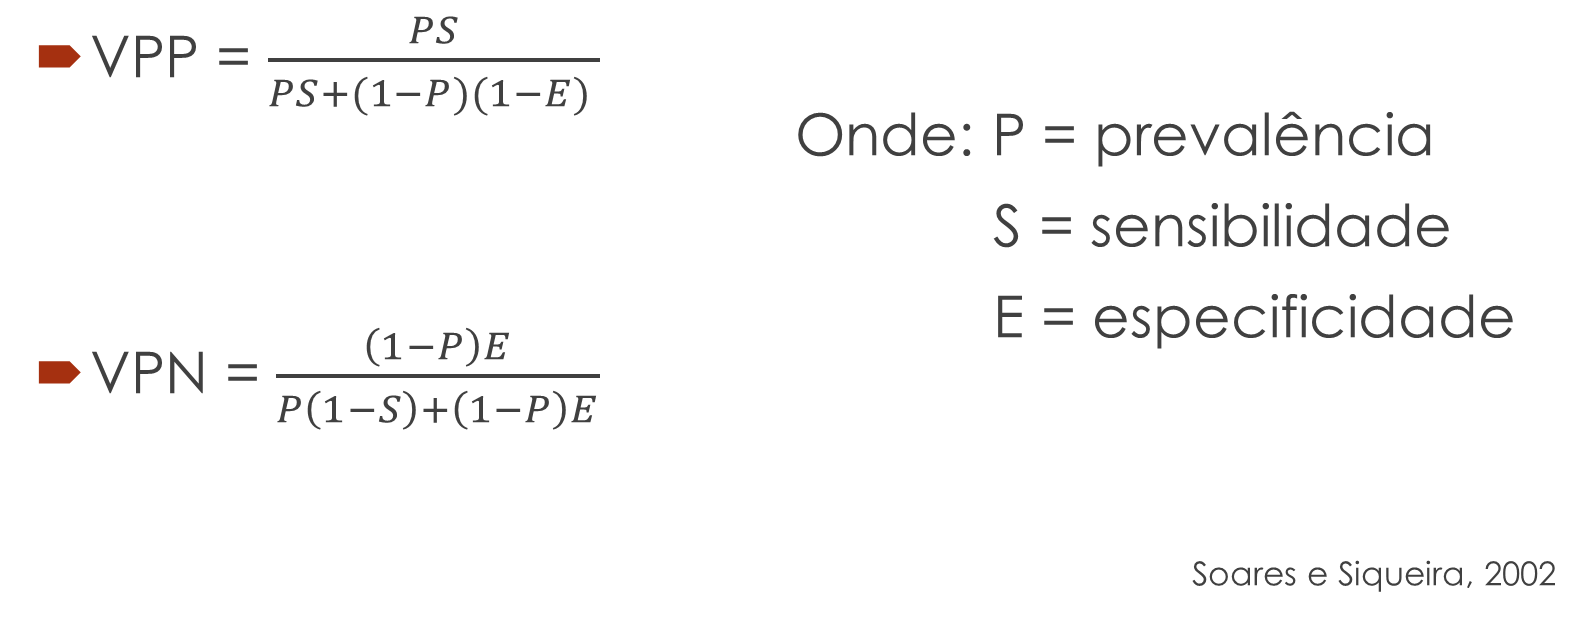 VPP = PS / PS+(1−P)(1−E)
Onde: P = prevalência
S = sensibilidade
E = especificidade
VPN = (1−P)E / P(1−S)+(1−P)E
Soares e Siqueira, 2002